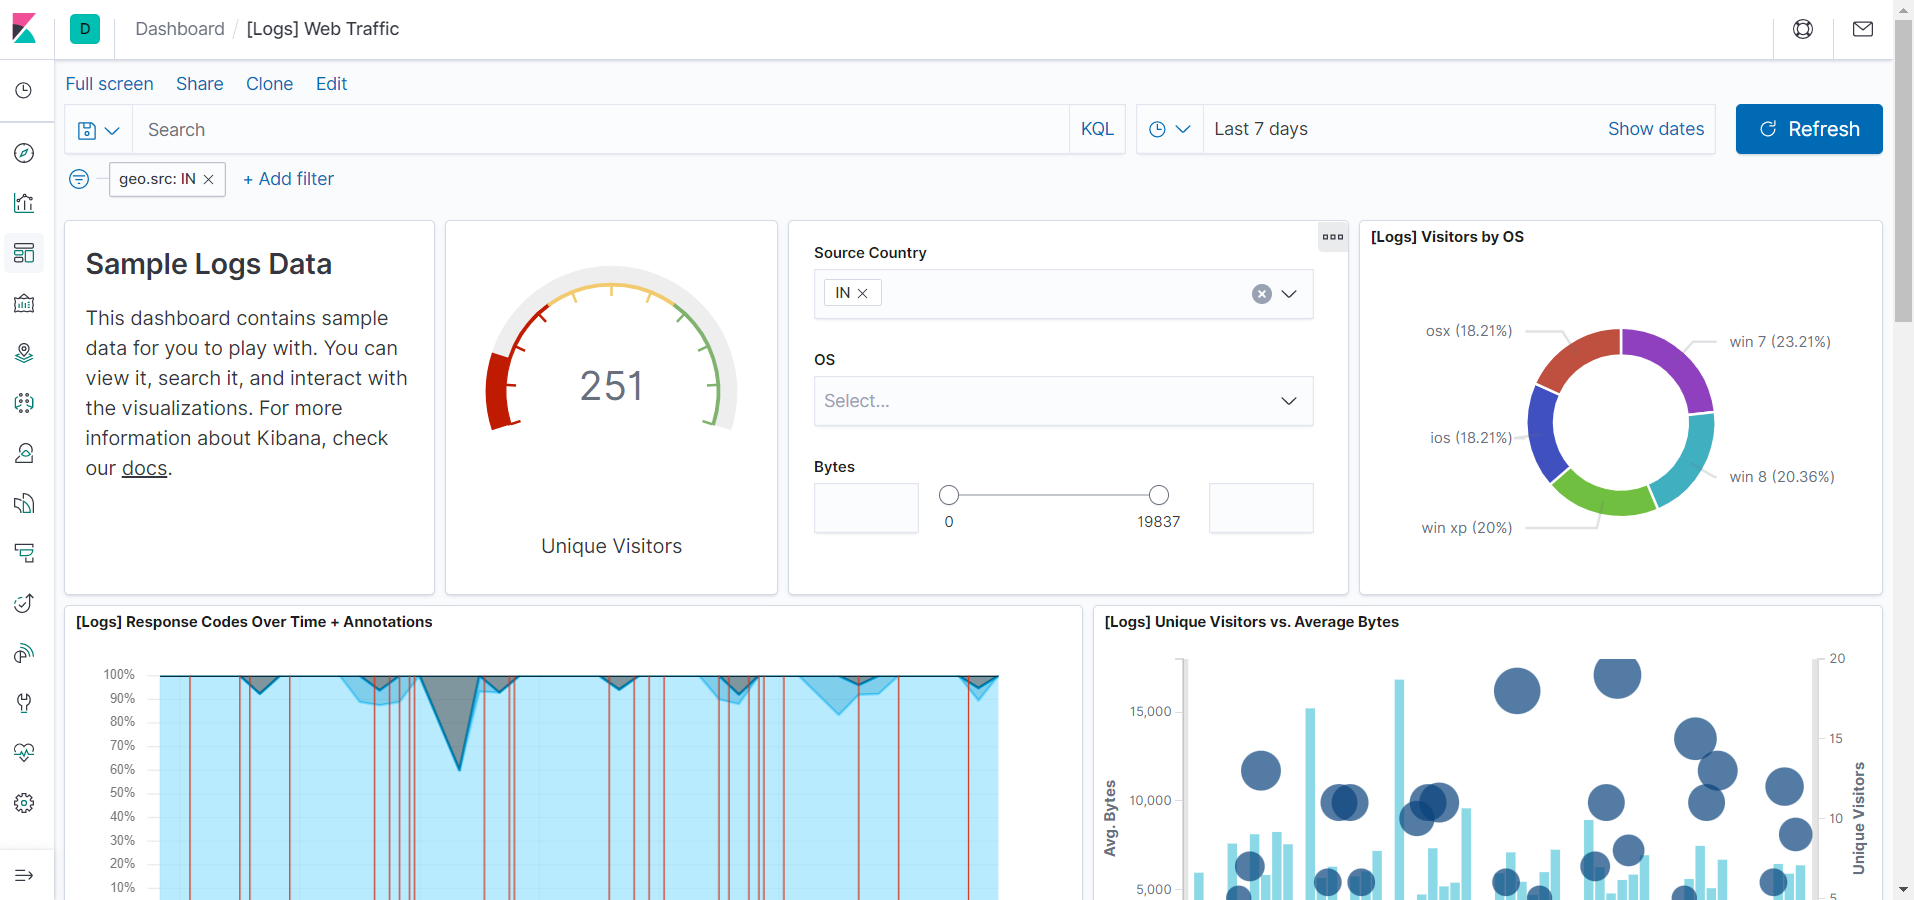 D Dashboard / [Logs] Web Traffic
Full screen Share Clone Edit
Search KQL Last 7 days Show dates Refresh
geo.src: IN + Add filter
Sample Logs Data
This dashboard contains sample
data for you to play with. You can
view it, search it, and interact with
the visualizations. For more
information about Kibana, check
our docs.
251
Unique Visitors
Source Country
IN
OS
Select...
Bytes
0 19837
[Logs] Visitors by OS
osx (18.21%)
win 7 (23.21%)
ios (18.21%)
win 8 (20.36%)
win xp (20%)
[Logs] Response Codes Over Time + Annotations
100%
90%
80%
70%
60%
50%
40%
30%
20%
10%
[Logs] Unique Visitors vs. Average Bytes
Avg. Bytes
15,000
10,000
5,000
20
15
10
5
Unique Visitors